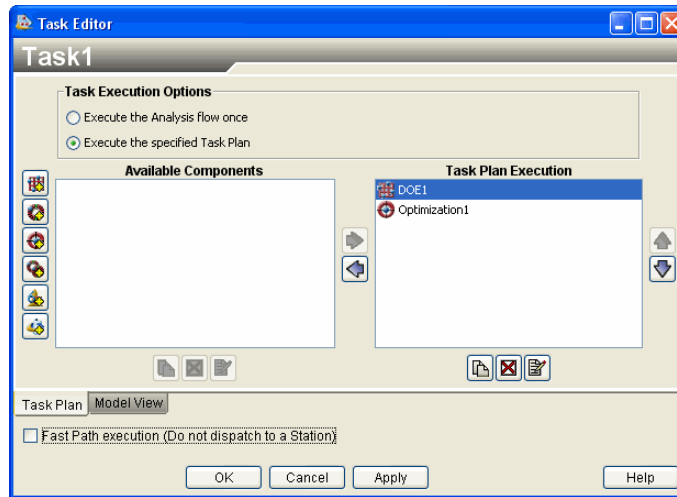 Task Editor
Task1
Task Execution Options
Execute the Analysis flow once
Execute the specified Task Plan
Available Components
Task Plan Execution
DOE1
Optimization1
Task Plan
Model View
Fast Path execution (Do not dispatch to a Station)
OK
Cancel
Apply
Help